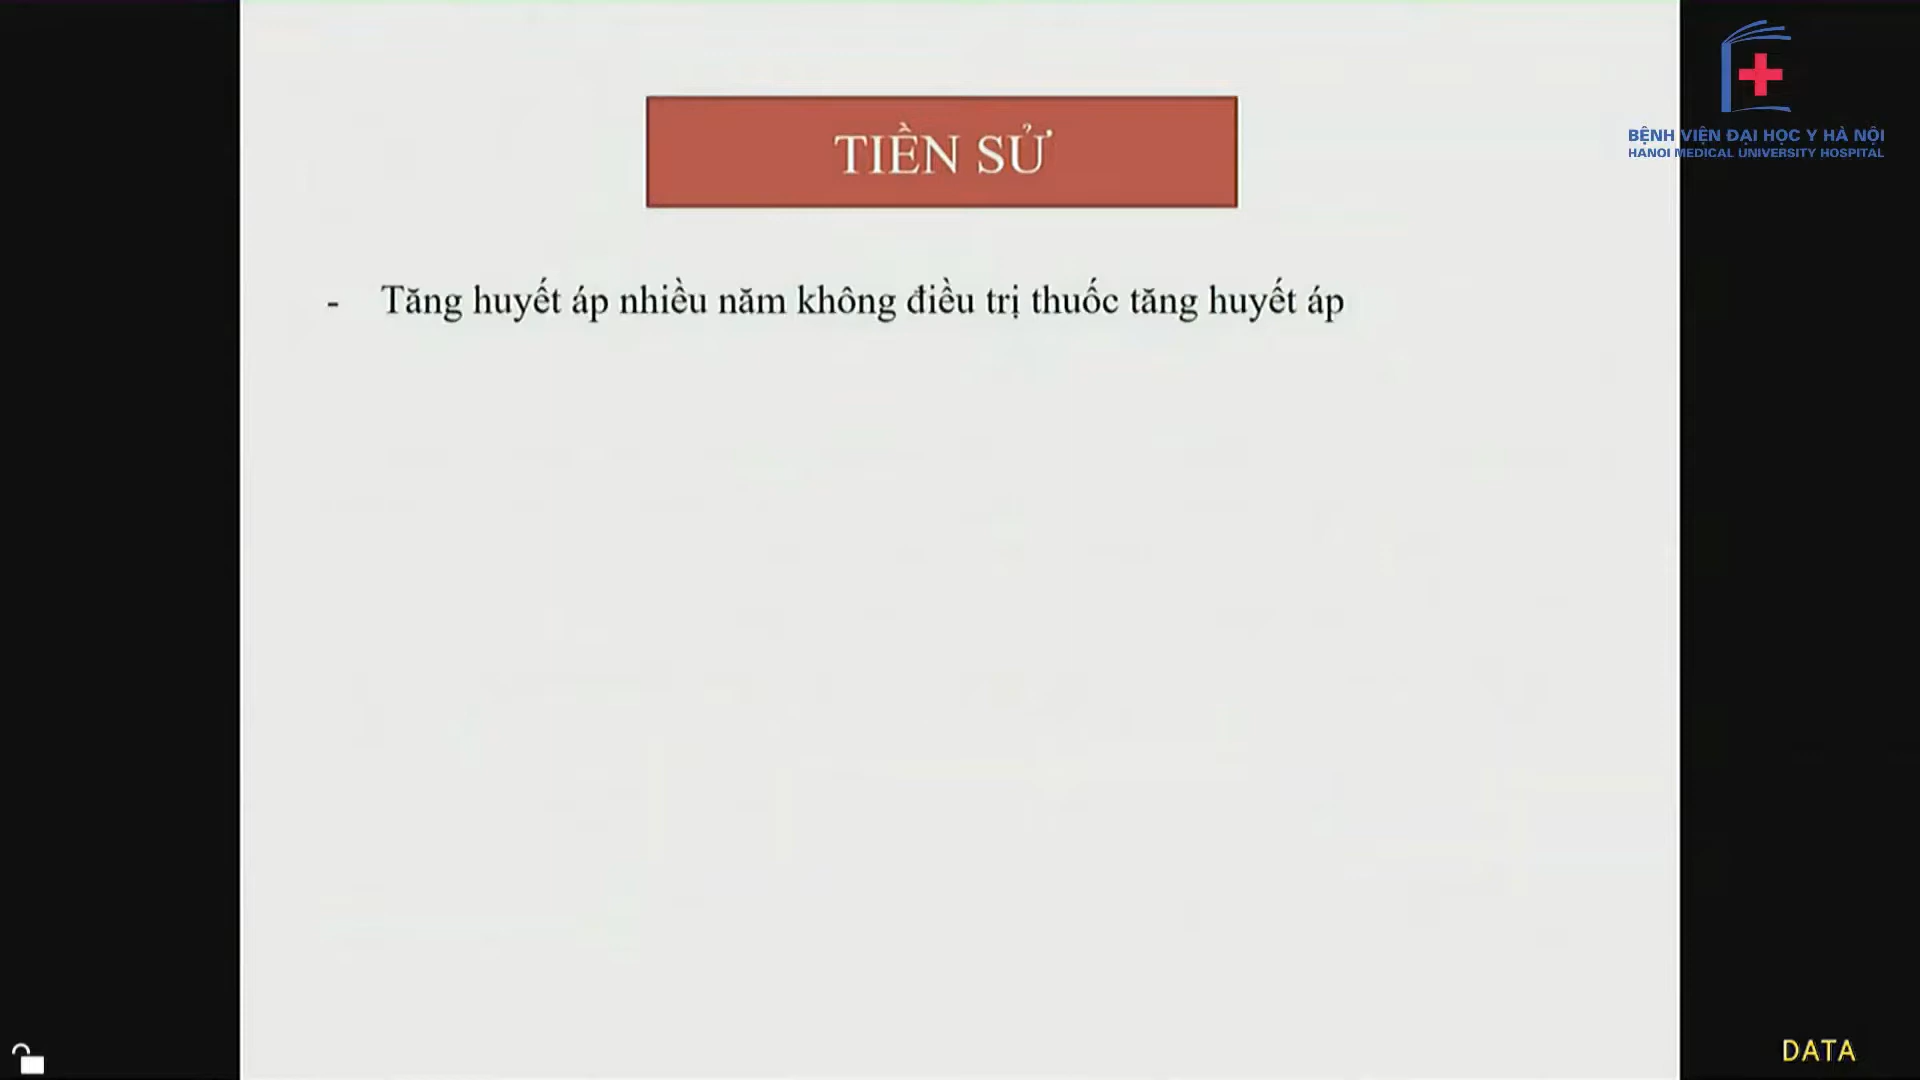 TIỀN SỬ
BỆNH VIỆN ĐẠI HỌC Y HÀ NỘI
HANOI MEDICAL UNIVERSITY HOSPITAL
- Tăng huyết áp nhiều năm không điều trị thuốc tăng huyết áp
DATA